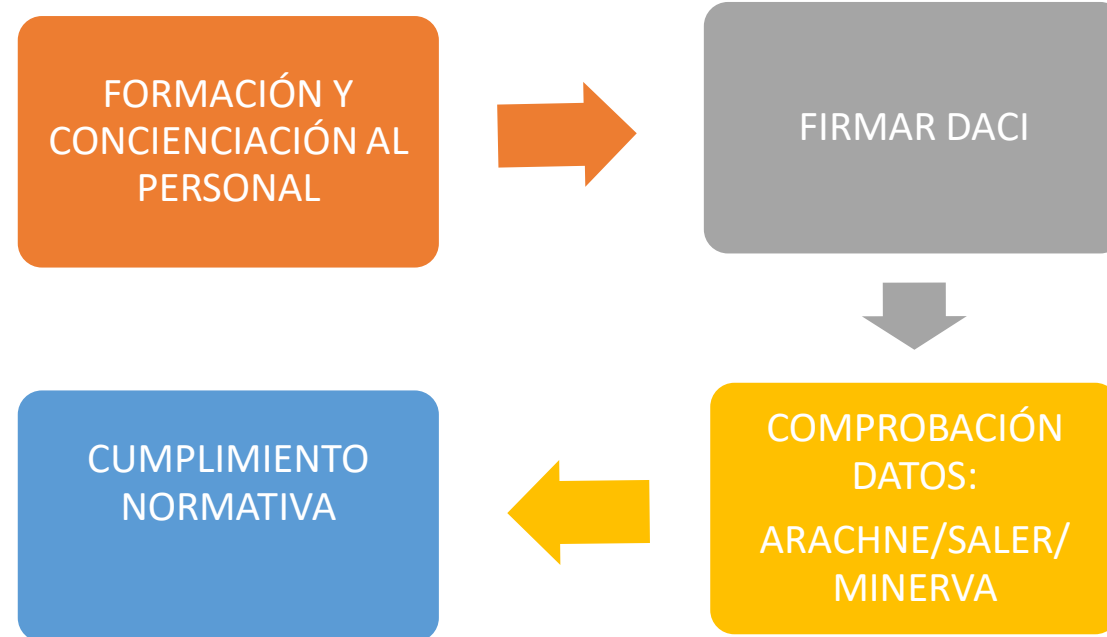 FORMACIÓN Y
CONCIENCIACIÓN AL
PERSONAL
FIRMAR DACI
COMPROBACIÓN
DATOS:
ARACHNE/SALER/
MINERVA
CUMPLIMIENTO
NORMATIVA